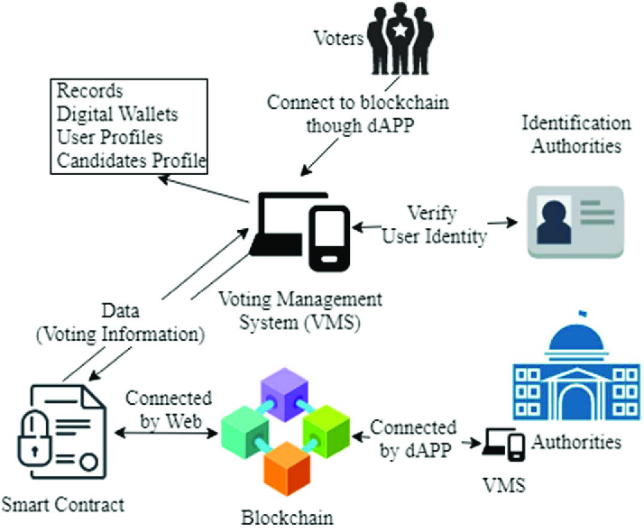 Voters
Connect to blockchain
though dAPP
Records
Digital Wallets
User Profiles
Candidates Profile
Identification
Authorities
Verify
User Identity
Voting Management
System (VMS)
Data
(Voting Information)
Connected
by Web
Connected
by dAPP
Authorities
VMS
Smart Contract
Blockchain